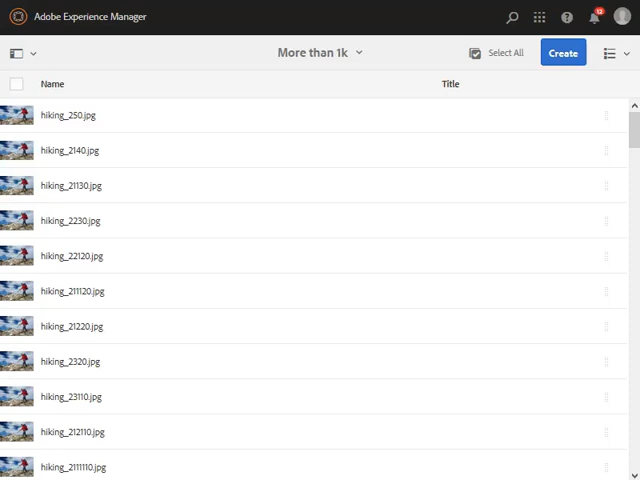 Adobe Experience Manager
12
More than 1k
Select All
Create
Name
Title
hiking_250.jpg
hiking_2140.jpg
hiking_21130.jpg
hiking_2230.jpg
hiking_22120.jpg
hiking_211120.jpg
hiking_21220.jpg
hiking_2320.jpg
hiking_23110.jpg
hiking_212110.jpg
hiking_2111110.jpg